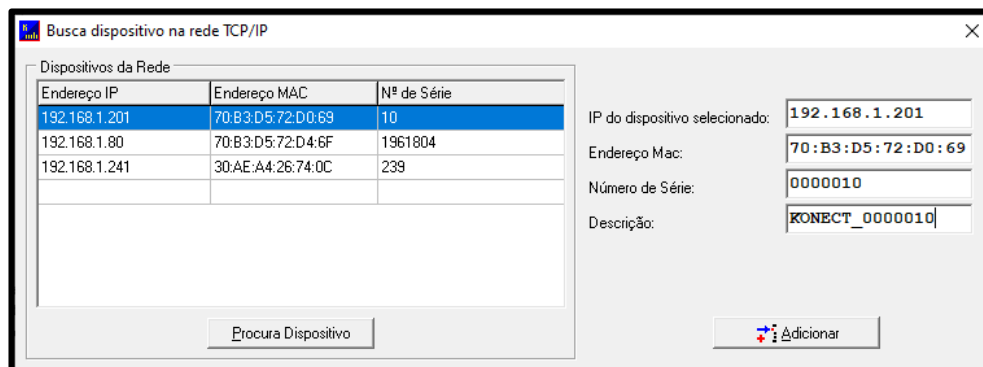 Busca dispositivo na rede TCP/IP
Dispositivos da Rede
Endereço IP Endereço MAC Nº de Série
192.168.1.201 70:B3:D5:72:D0:69 10
192.168.1.80 70:B3:D5:72:D4:6F 1961804
192.168.1.241 30:AE:A4:26:74:0C 239
Procura Dispositivo
IP do dispositivo selecionado: 192.168.1.201
Endereço Mac: 70:B3:D5:72:D0:69
Número de Série: 0000010
Descrição: KONECT_0000010
Adicionar